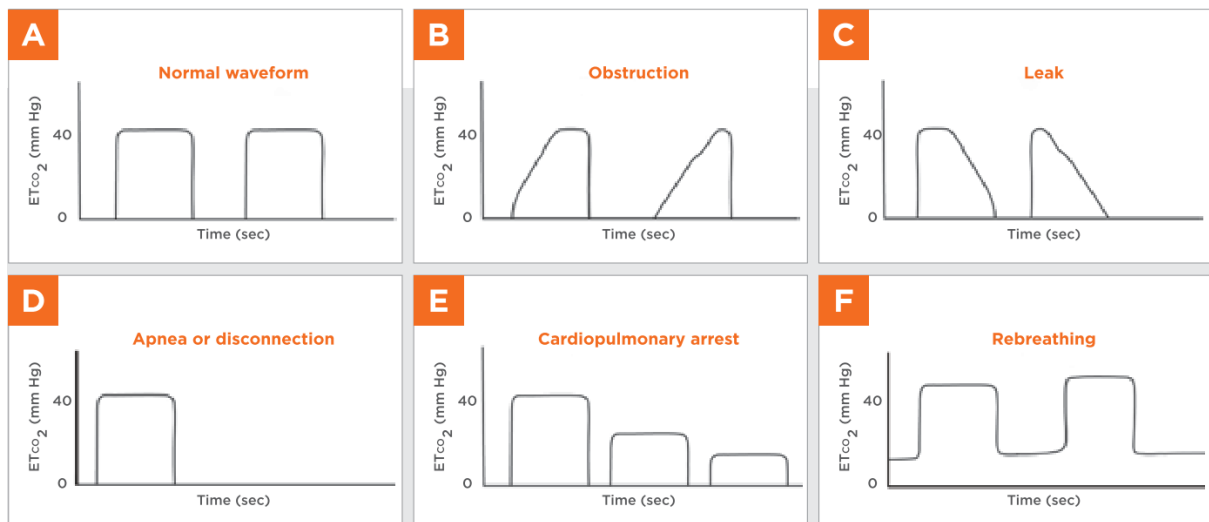 A
Normal waveform
ETco₂ (mm Hg)
40
0
Time (sec)
B
Obstruction
ETco₂ (mm Hg)
40
0
Time (sec)
C
Leak
ETco₂ (mm Hg)
40
0
Time (sec)
D
Apnea or disconnection
ETco₂ (mm Hg)
40
0
Time (sec)
E
Cardiopulmonary arrest
ETco₂ (mm Hg)
40
0
Time (sec)
F
Rebreathing
ETco₂ (mm Hg)
40
0
Time (sec)